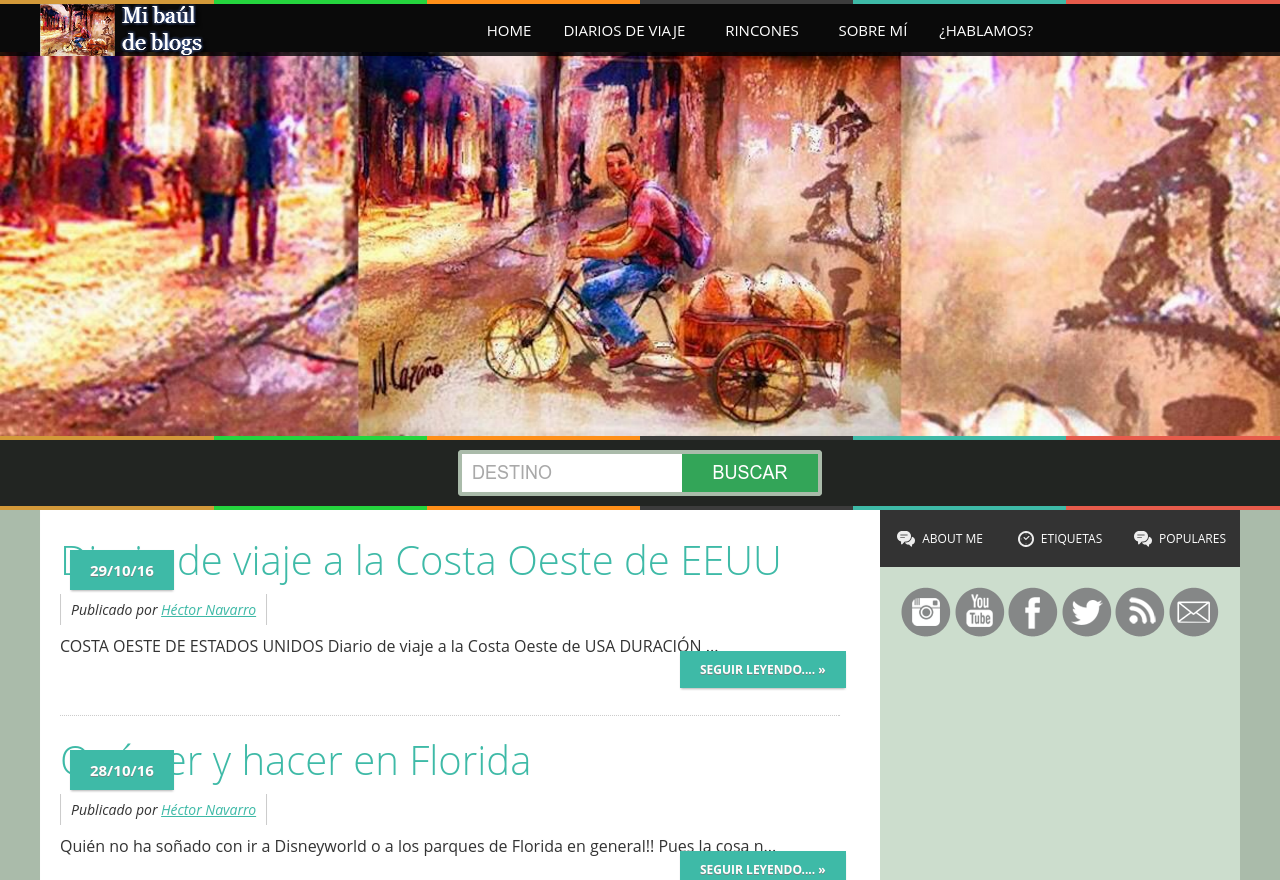 Mi baúl
de blogs
HOME DIARIOS DE VIAJE RINCONES SOBRE MÍ ¿HABLAMOS?
DESTINO BUSCAR
de viaje a la Costa Oeste de EEUU
29/10/16
Publicado por Héctor Navarro
COSTA OESTE DE ESTADOS UNIDOS Diario de viaje a la Costa Oeste de USA DURACIÓN ...
SEGUIR LEYENDO.... »
y hacer en Florida
28/10/16
Publicado por Héctor Navarro
Quién no ha soñado con ir a Disneyworld o a los parques de Florida en general!! Pues la cosa n...
SEGUIR LEYENDO.... »
ABOUT ME ETIQUETAS POPULARES
You
Tube